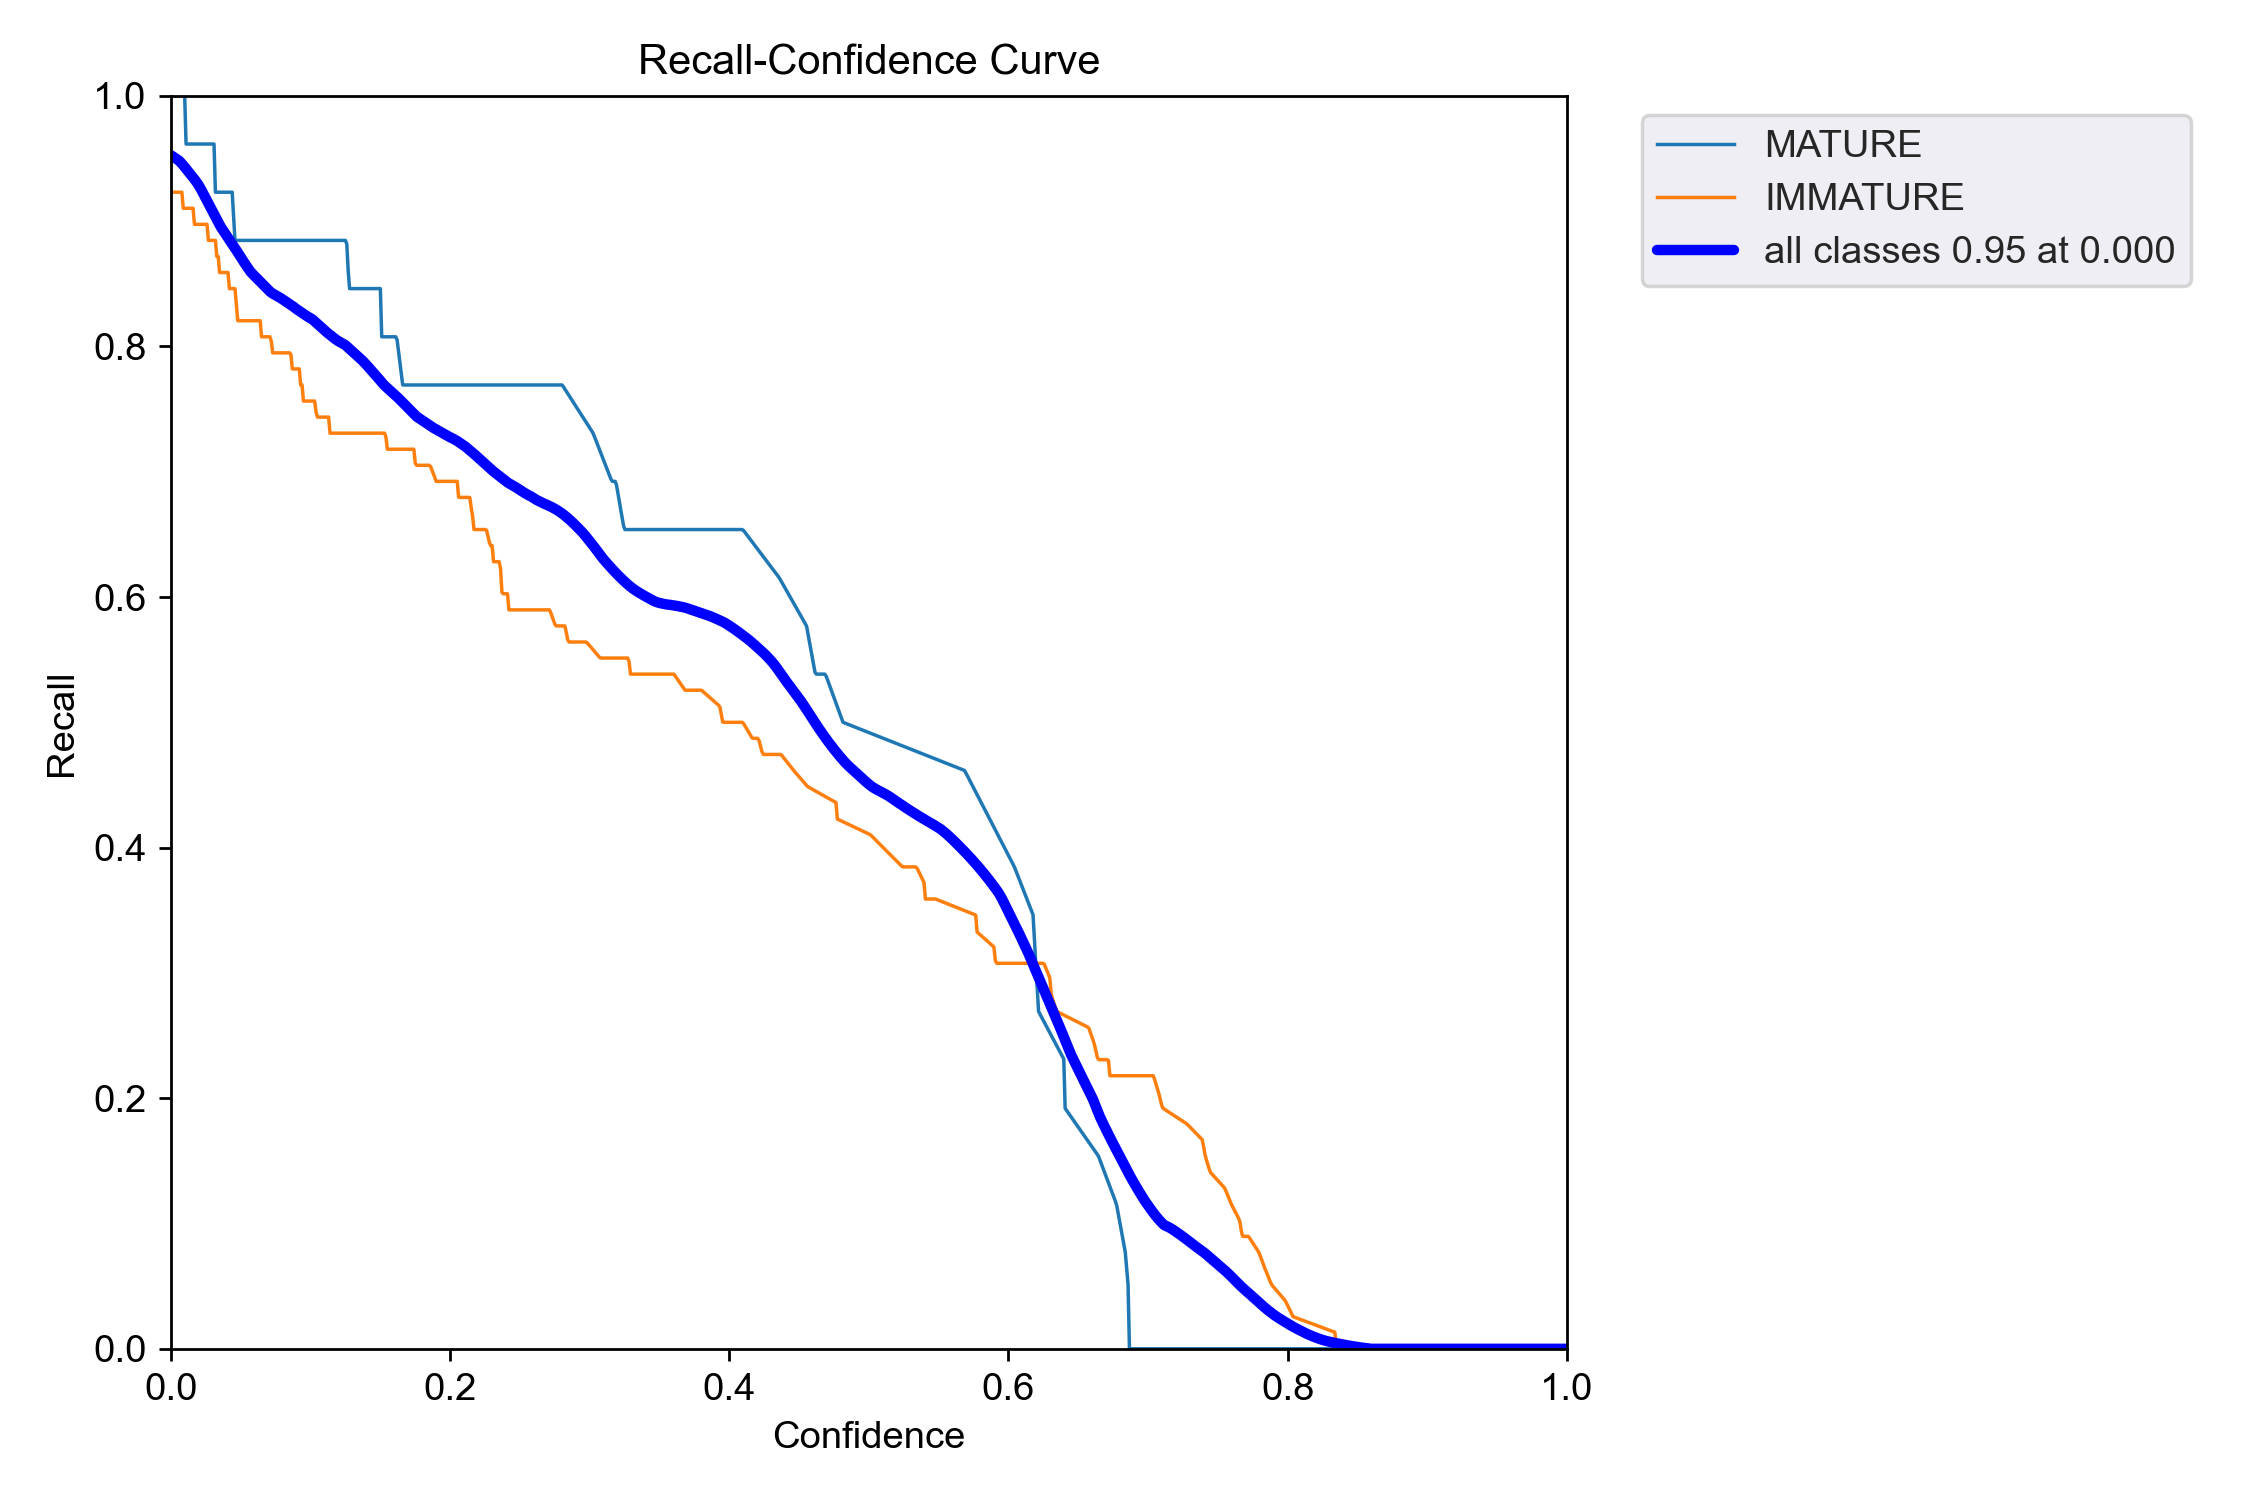 Recall-Confidence Curve
1.0
0.8
0.6
0.4
0.2
0.0
Recall
0.0 0.2 0.4 0.6 0.8 1.0
Confidence
MATURE
IMMATURE
all classes 0.95 at 0.000